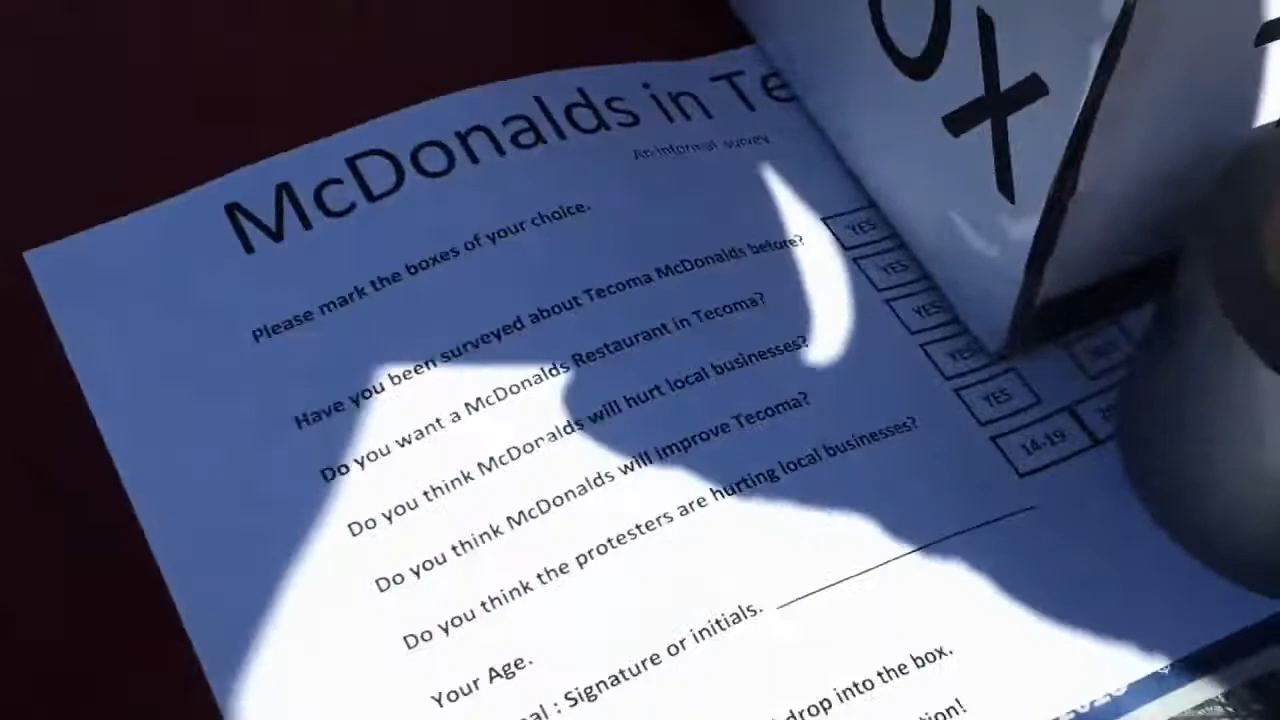 McDonalds in Te
An informal survey
Please mark the boxes of your choice.
Have you been surveyed about Tecoma McDonalds before? YES
Do you want a McDonalds Restaurant in Tecoma? YES
Do you think McDonalds will hurt local businesses? YES
Do you think McDonalds will improve Tecoma? YES
Do you think the protesters are hurting local businesses? YES
Your Age. 14-19
al : Signature or initials.
drop into the box.
tion!
OX